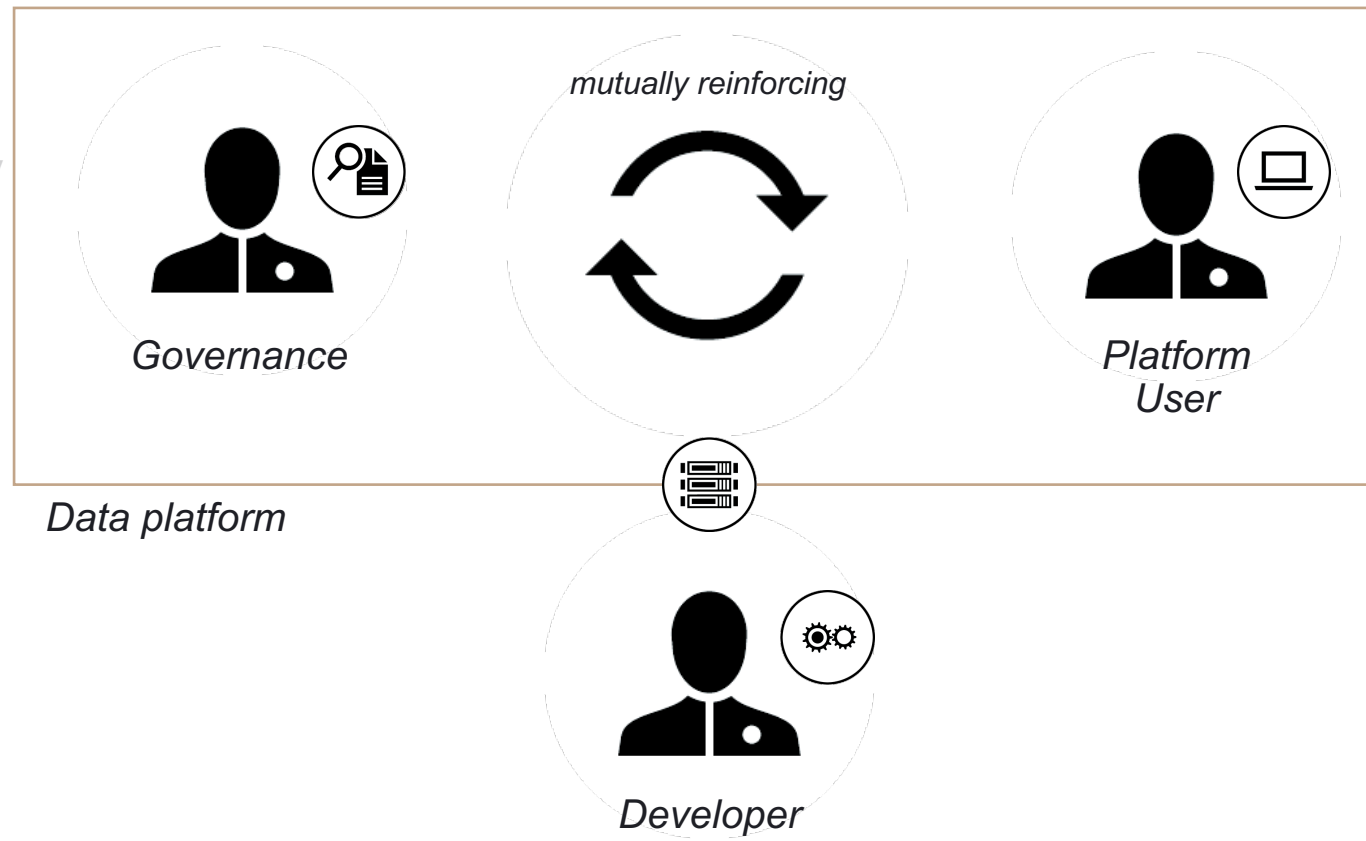 mutually reinforcing
Governance
Platform
User
Data platform
Developer